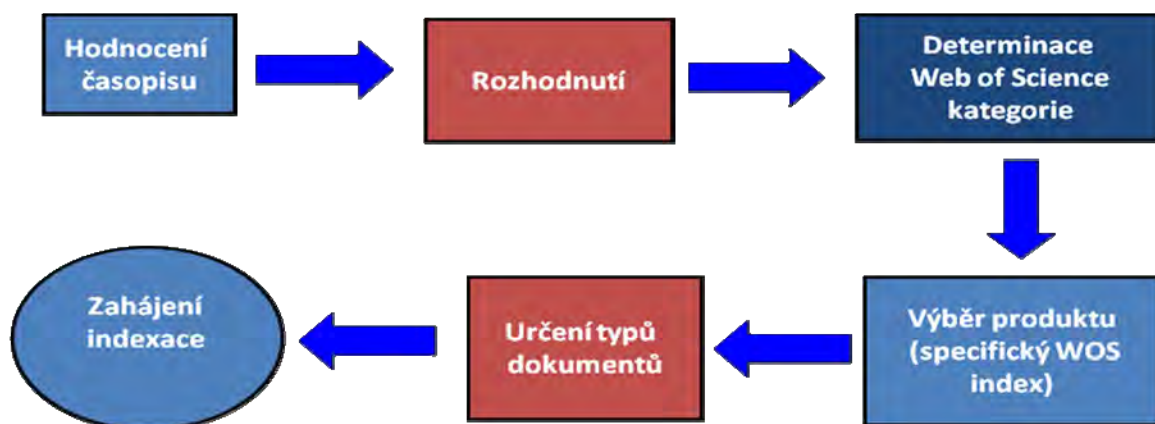 Hodnocení
časopisu
Rozhodnutí
Determinace
Web of Science
kategorie
Výběr produktu
(specifický WOS
index)
Určení typů
dokumentů
Zahájení
indexace